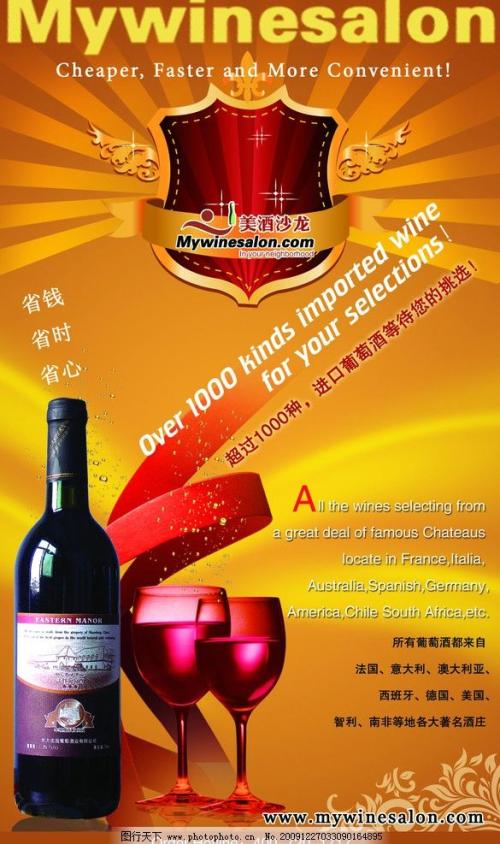 Mywinesalon
Cheaper, Faster and More Convenient!
美酒沙龙
Mywinesalon.com
In your neighborhood
Over 1000 kinds imported wine
for your selections!
超过1000种，进口葡萄酒等待您的挑选！
省钱
省时
省心
All the wines selecting from
a great deal of famous Chateaus
locate in France,Italia,
Australia,Spanish,Germany,
America,Chile South Africa,etc.
所有葡萄酒都来自
法国、意大利、澳大利亚、
西班牙、德国、美国、
智利、南非等地各大著名酒庄
EASTERN MANOR
www.mywinesalon.com
图行天下 www.photophoto.cn No.20091227033090164895